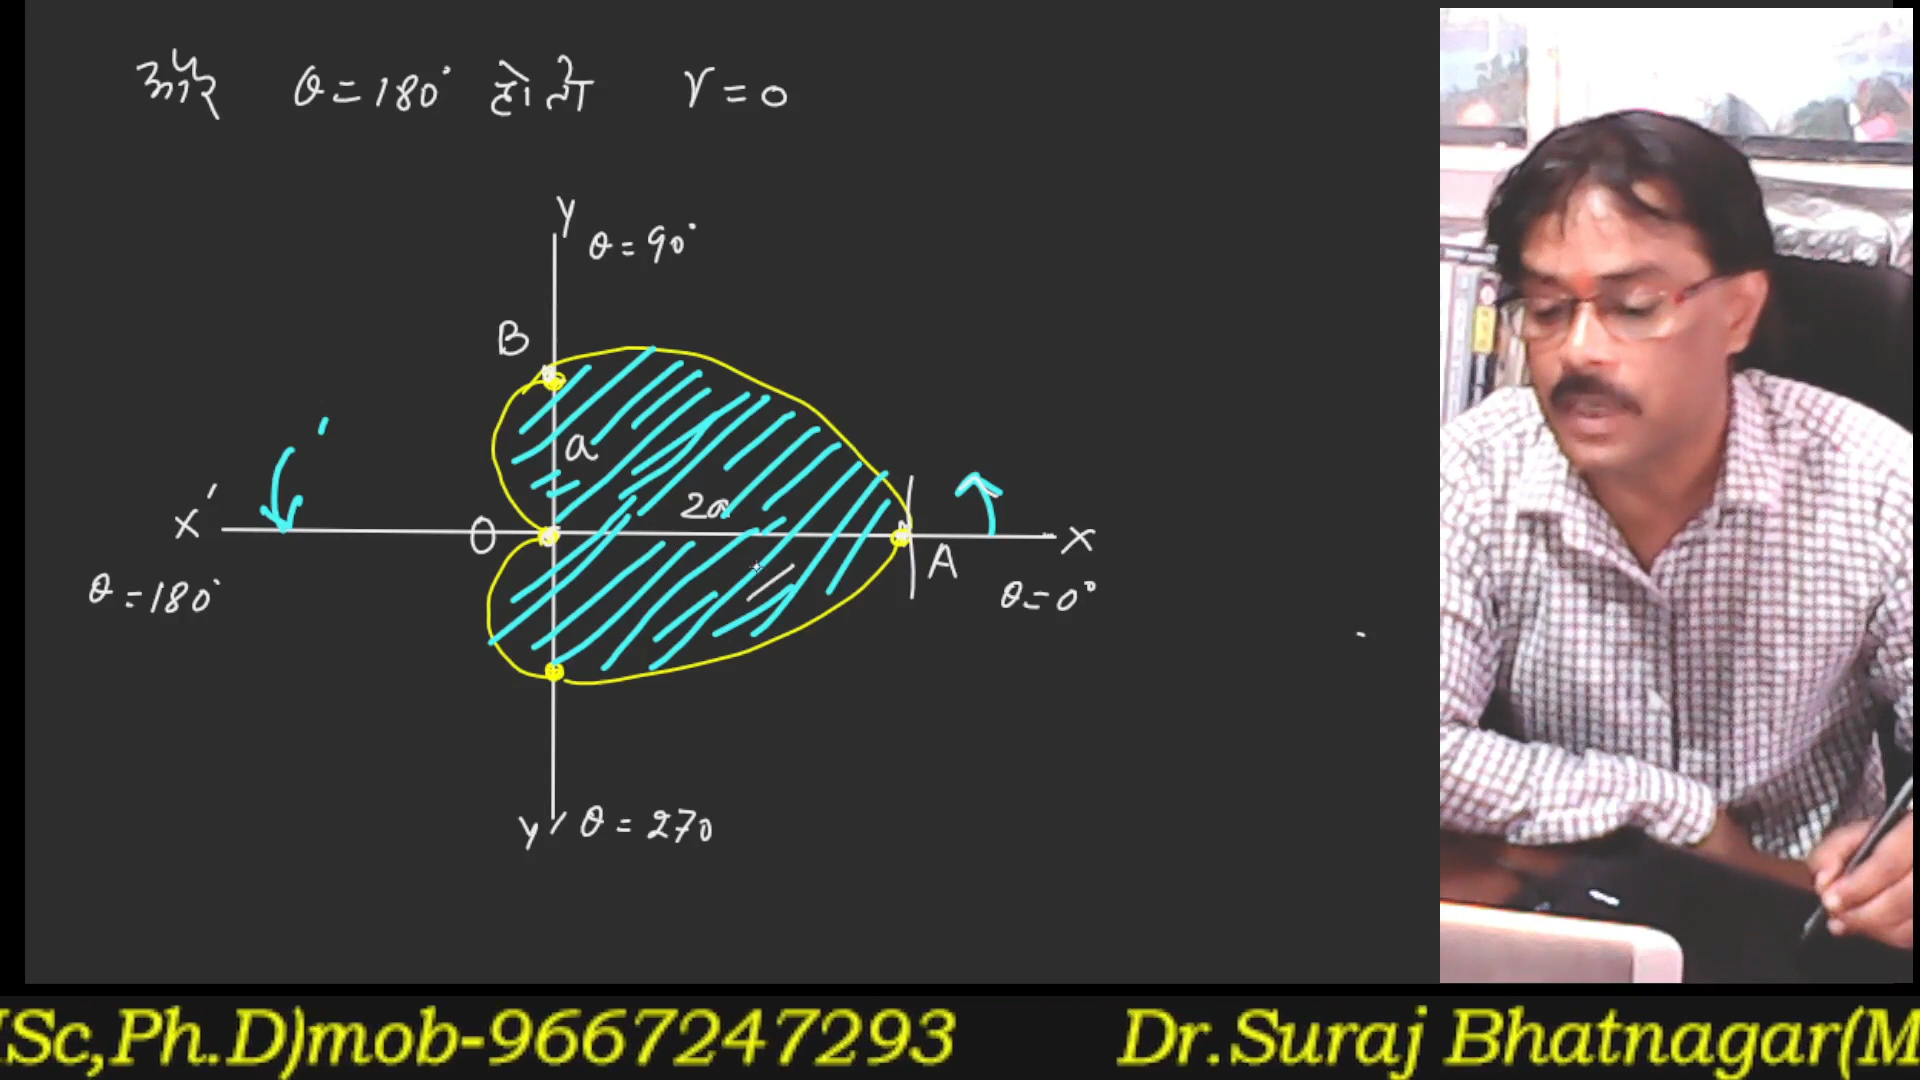 और θ=180° हो तो r=0
Y
θ=90°
B
a
2a
X'
O
A
X
θ=180°
θ=0°
Y' θ=270
Sc,Ph.D)mob-9667247293 Dr.Suraj Bhatnagar(M